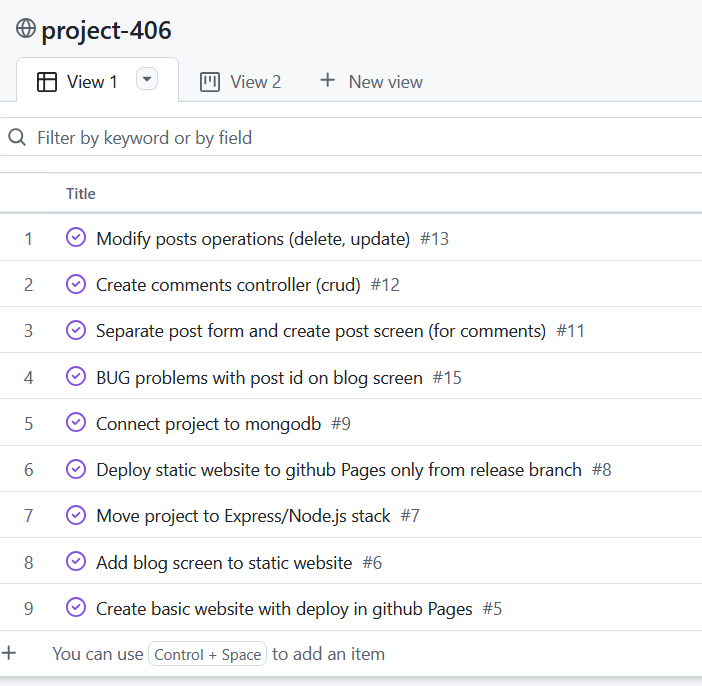 project-406
View 1 View 2 + New view
Filter by keyword or by field
Title
1 Modify posts operations (delete, update) #13
2 Create comments controller (crud) #12
3 Separate post form and create post screen (for comments) #11
4 BUG problems with post id on blog screen #15
5 Connect project to mongodb #9
6 Deploy static website to github Pages only from release branch #8
7 Move project to Express/Node.js stack #7
8 Add blog screen to static website #6
9 Create basic website with deploy in github Pages #5
+ You can use Control + Space to add an item